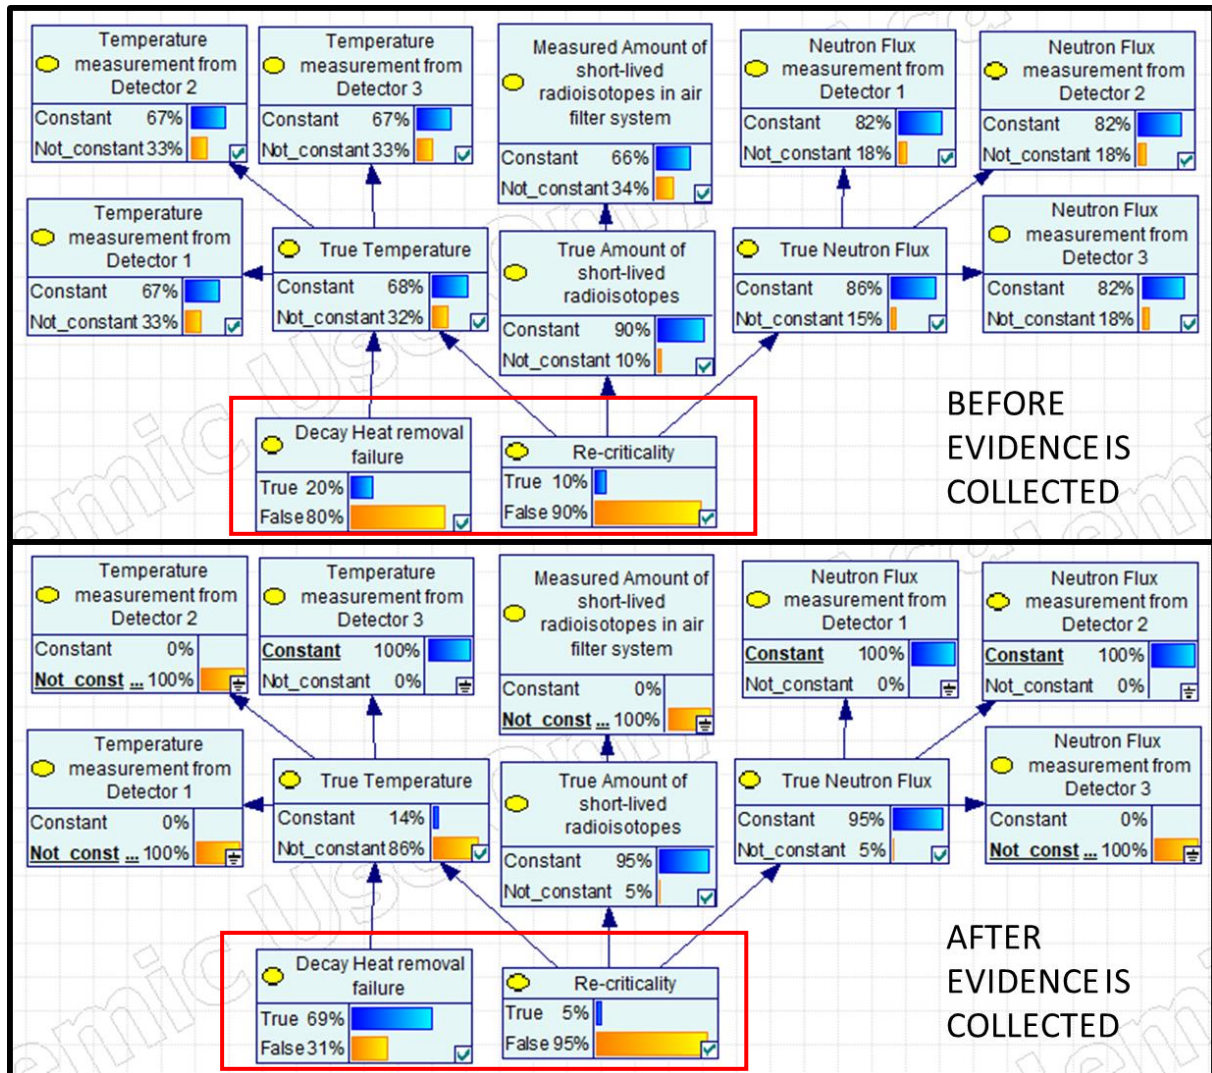 Temperature
measurement from
Detector 2
Constant 67%
Not_constant 33%
Temperature
measurement from
Detector 3
Constant 67%
Not_constant 33%
Measured Amount of
short-lived
radioisotopes in air
filter system
Constant 66%
Not_constant 34%
Neutron Flux
measurement from
Detector 1
Constant 82%
Not_constant 18%
Neutron Flux
measurement from
Detector 2
Constant 82%
Not_constant 18%
Temperature
measurement from
Detector 1
Constant 67%
Not_constant 33%
True Temperature
Constant 68%
Not_constant 32%
True Amount of
short-lived
radioisotopes
Constant 90%
Not_constant 10%
True Neutron Flux
Constant 86%
Not_constant 15%
Neutron Flux
measurement from
Detector 3
Constant 82%
Not_constant 18%
Decay Heat removal
failure
True 20%
False 80%
Re-criticality
True 10%
False 90%
BEFORE
EVIDENCE IS
COLLECTED
Temperature
measurement from
Detector 2
Constant 0%
Not_const ... 100%
Temperature
measurement from
Detector 3
Constant 100%
Not_constant 0%
Measured Amount of
short-lived
radioisotopes in air
filter system
Constant 0%
Not_const ... 100%
Neutron Flux
measurement from
Detector 1
Constant 100%
Not_constant 0%
Neutron Flux
measurement from
Detector 2
Constant 100%
Not_constant 0%
Temperature
measurement from
Detector 1
Constant 0%
Not_const ... 100%
True Temperature
Constant 14%
Not_constant 86%
True Amount of
short-lived
radioisotopes
Constant 95%
Not_constant 5%
True Neutron Flux
Constant 95%
Not_constant 5%
Neutron Flux
measurement from
Detector 3
Constant 0%
Not_const ... 100%
Decay Heat removal
failure
True 69%
False 31%
Re-criticality
True 5%
False 95%
AFTER
EVIDENCE IS
COLLECTED